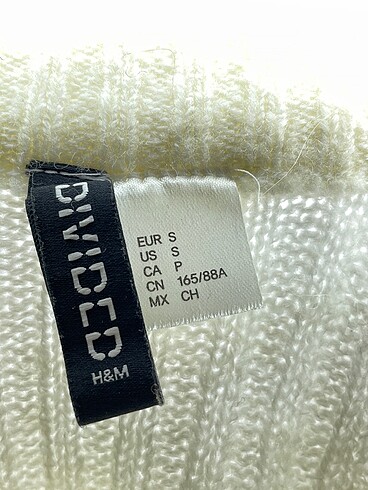 DIVIDED
H&M
EUR S
US S
CA P
CN 165/88A
MX CH